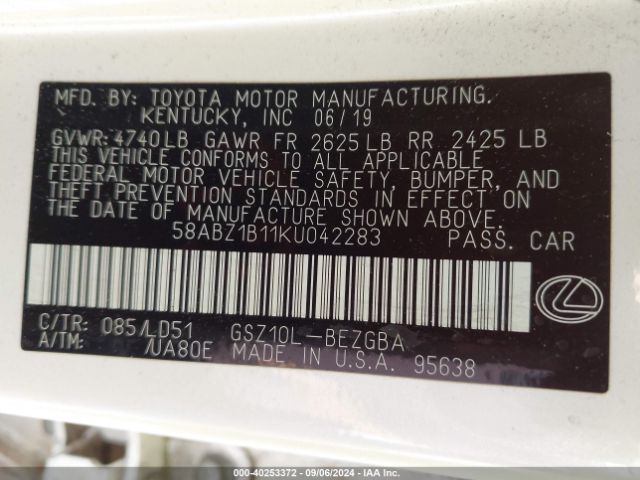 MFD. BY: TOYOTA MOTOR MANUFACTURING.
KENTUCKY, INC 06/19
GVWR: 4740LB GAWR FR 2625LB RR 2425 LB
THIS VEHICLE CONFORMS TO ALL APPLICABLE
FEDERAL MOTOR VEHICLE SAFETY, BUMPER, AND
THEFT PREVENTION STANDARDS IN EFFECT ON
THE DATE OF MANUFACTURE SHOWN ABOVE.
58ABZ1B11KU042283 PASS. CAR
C/TR: 085/LD51 GSZ10L-BEZGBA
A/TM: /UA80E MADE IN U.S.A. 95638
000-40253372 - 09/06/2024 - IAA Inc.